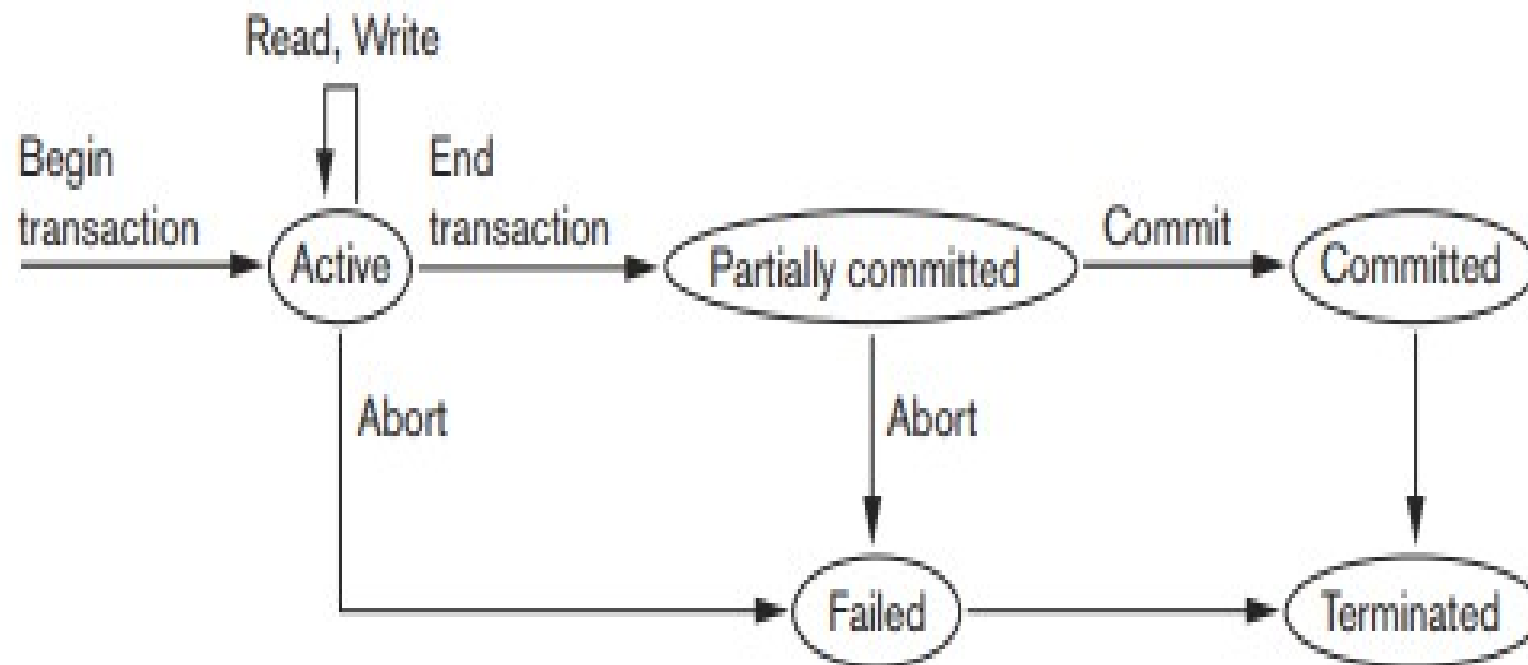 Read, Write
Begin
transaction
End
transaction
Active
Partially committed
Commit
Committed
Abort
Abort
Failed
Terminated